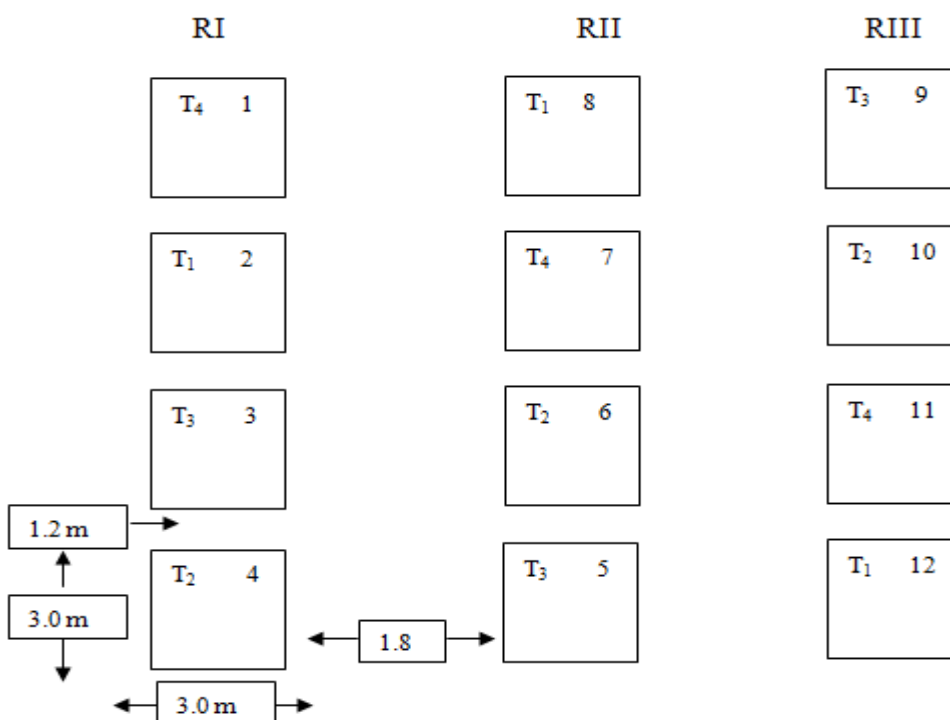 RI RII RIII
T₄ 1 T₁ 8 T₃ 9
T₁ 2 T₄ 7 T₂ 10
T₃ 3 T₂ 6 T₄ 11
1.2 m
T₂ 4 T₃ 5 T₁ 12
3.0 m
1.8
3.0 m